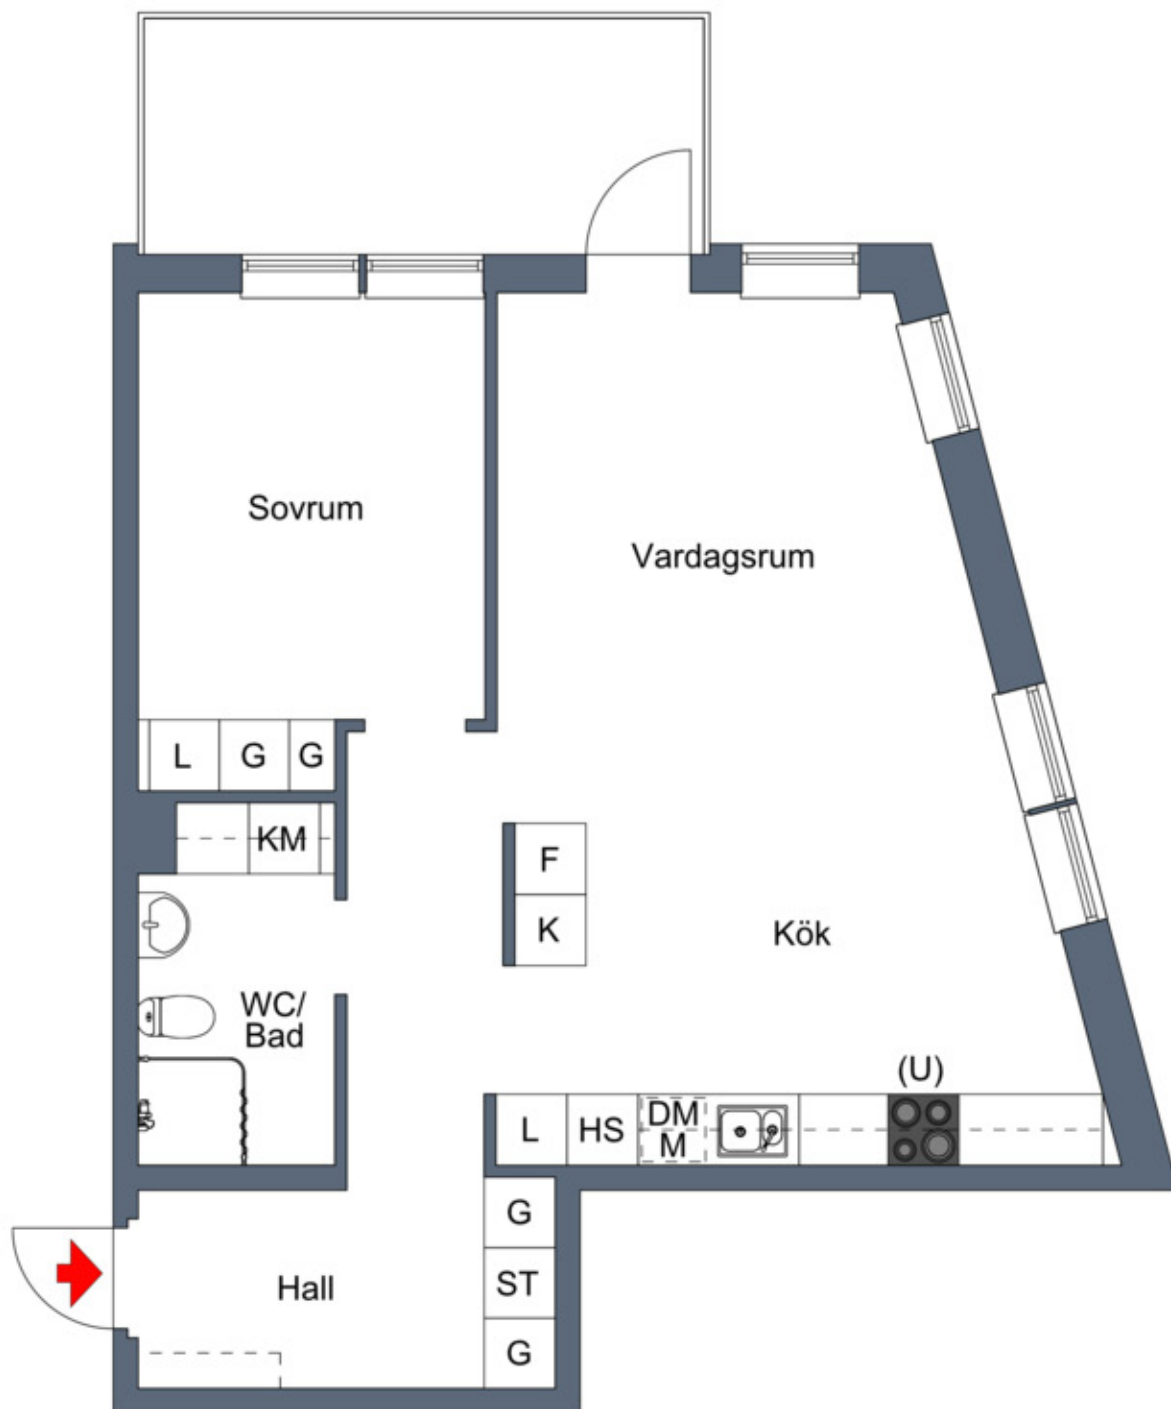 Sovrum
Vardagsrum
L G G
KM
F
K
Kök
WC/
Bad
(U)
L HS DM
M
G
ST
G
Hall